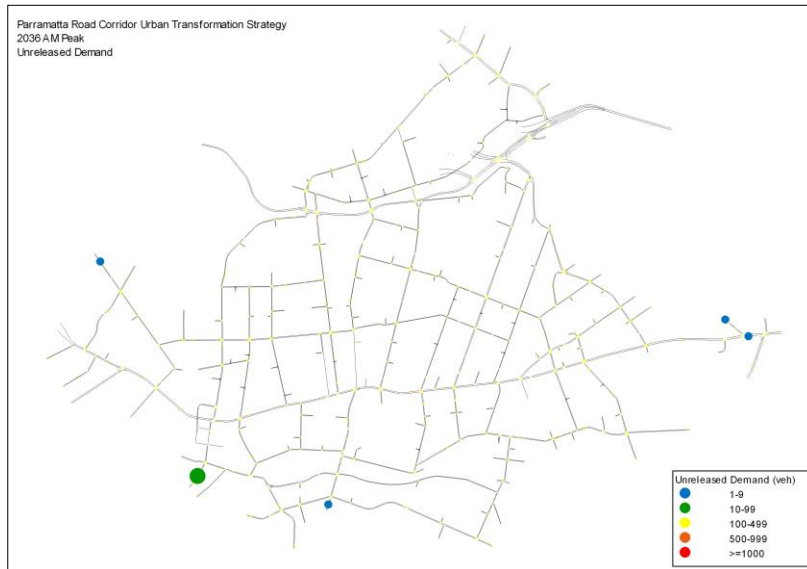 Parramatta Road Corridor Urban Transformation Strategy
2036 AM Peak
Unreleased Demand
Unreleased Demand (veh)
1-9
10-99
100-499
500-999
>=1000